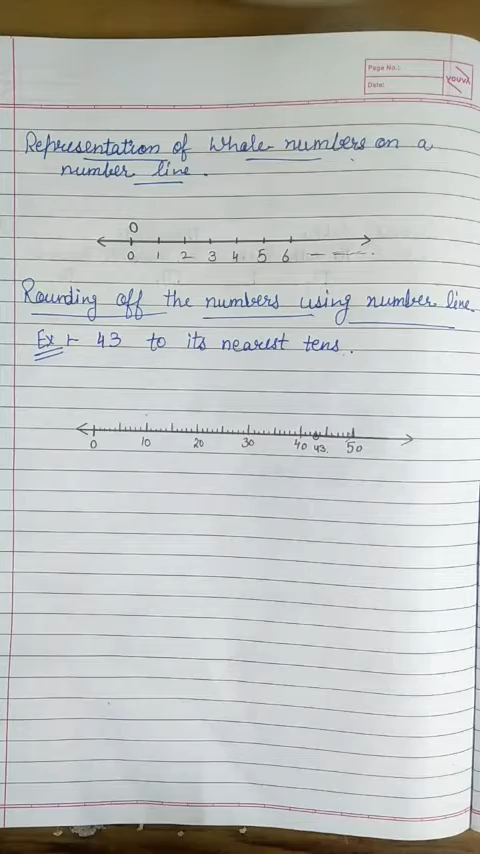 Page No.:
Date:
YOUVA
Representation of Whole numbers on a
number line.
0
0 1 2 3 4 5 6 - - - -.
Rounding off the numbers using number line
Ex :- 43 to its nearest tens.
0 10 20 30 40 43. 50